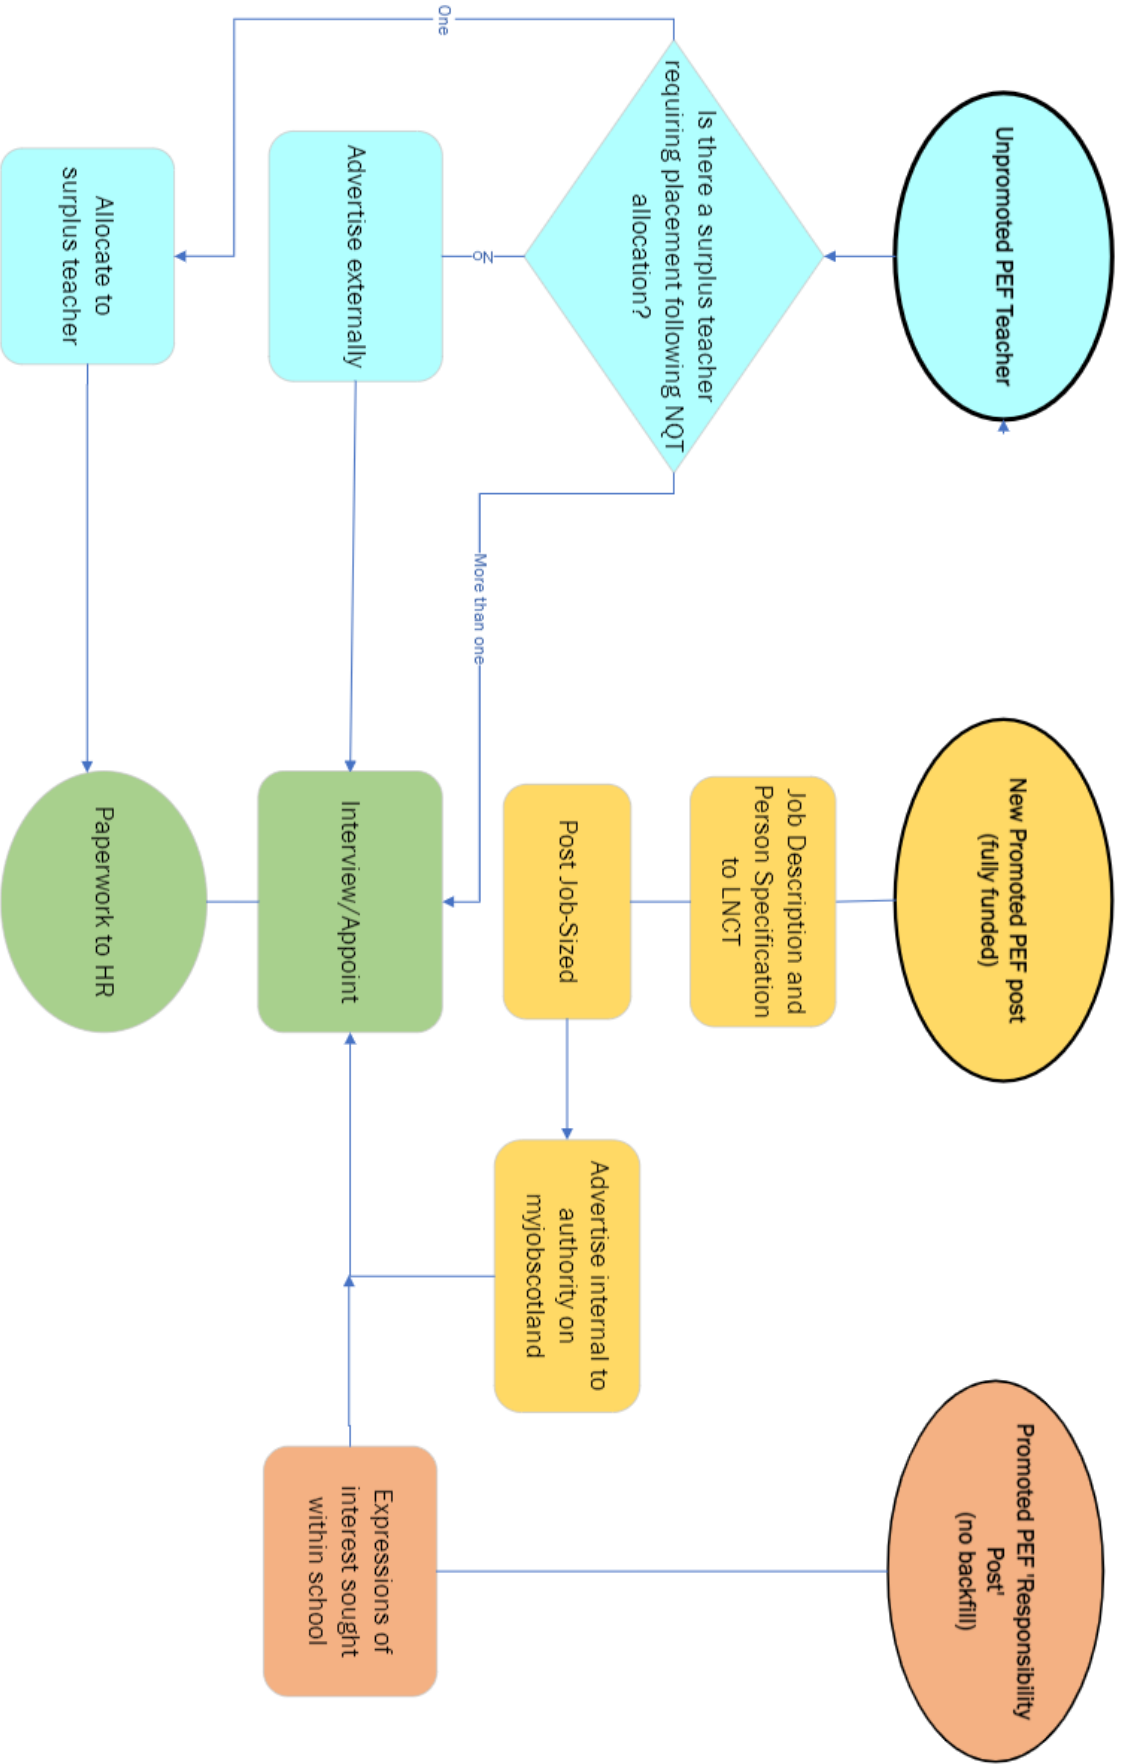 Unpromoted PEF Teacher
New Promoted PEF post
(fully funded)
Promoted PEF 'Responsibility
Post'
(no backfill)
Is there a surplus teacher
requiring placement following NQT
allocation?
One
No
More than one
Job Description and
Person Specification
to LNCT
Post Job-Sized
Advertise internal to
authority on
myjobscotland
Advertise externally
Interview/Appoint
Expressions of
interest sought
within school
Allocate to
surplus teacher
Paperwork to HR